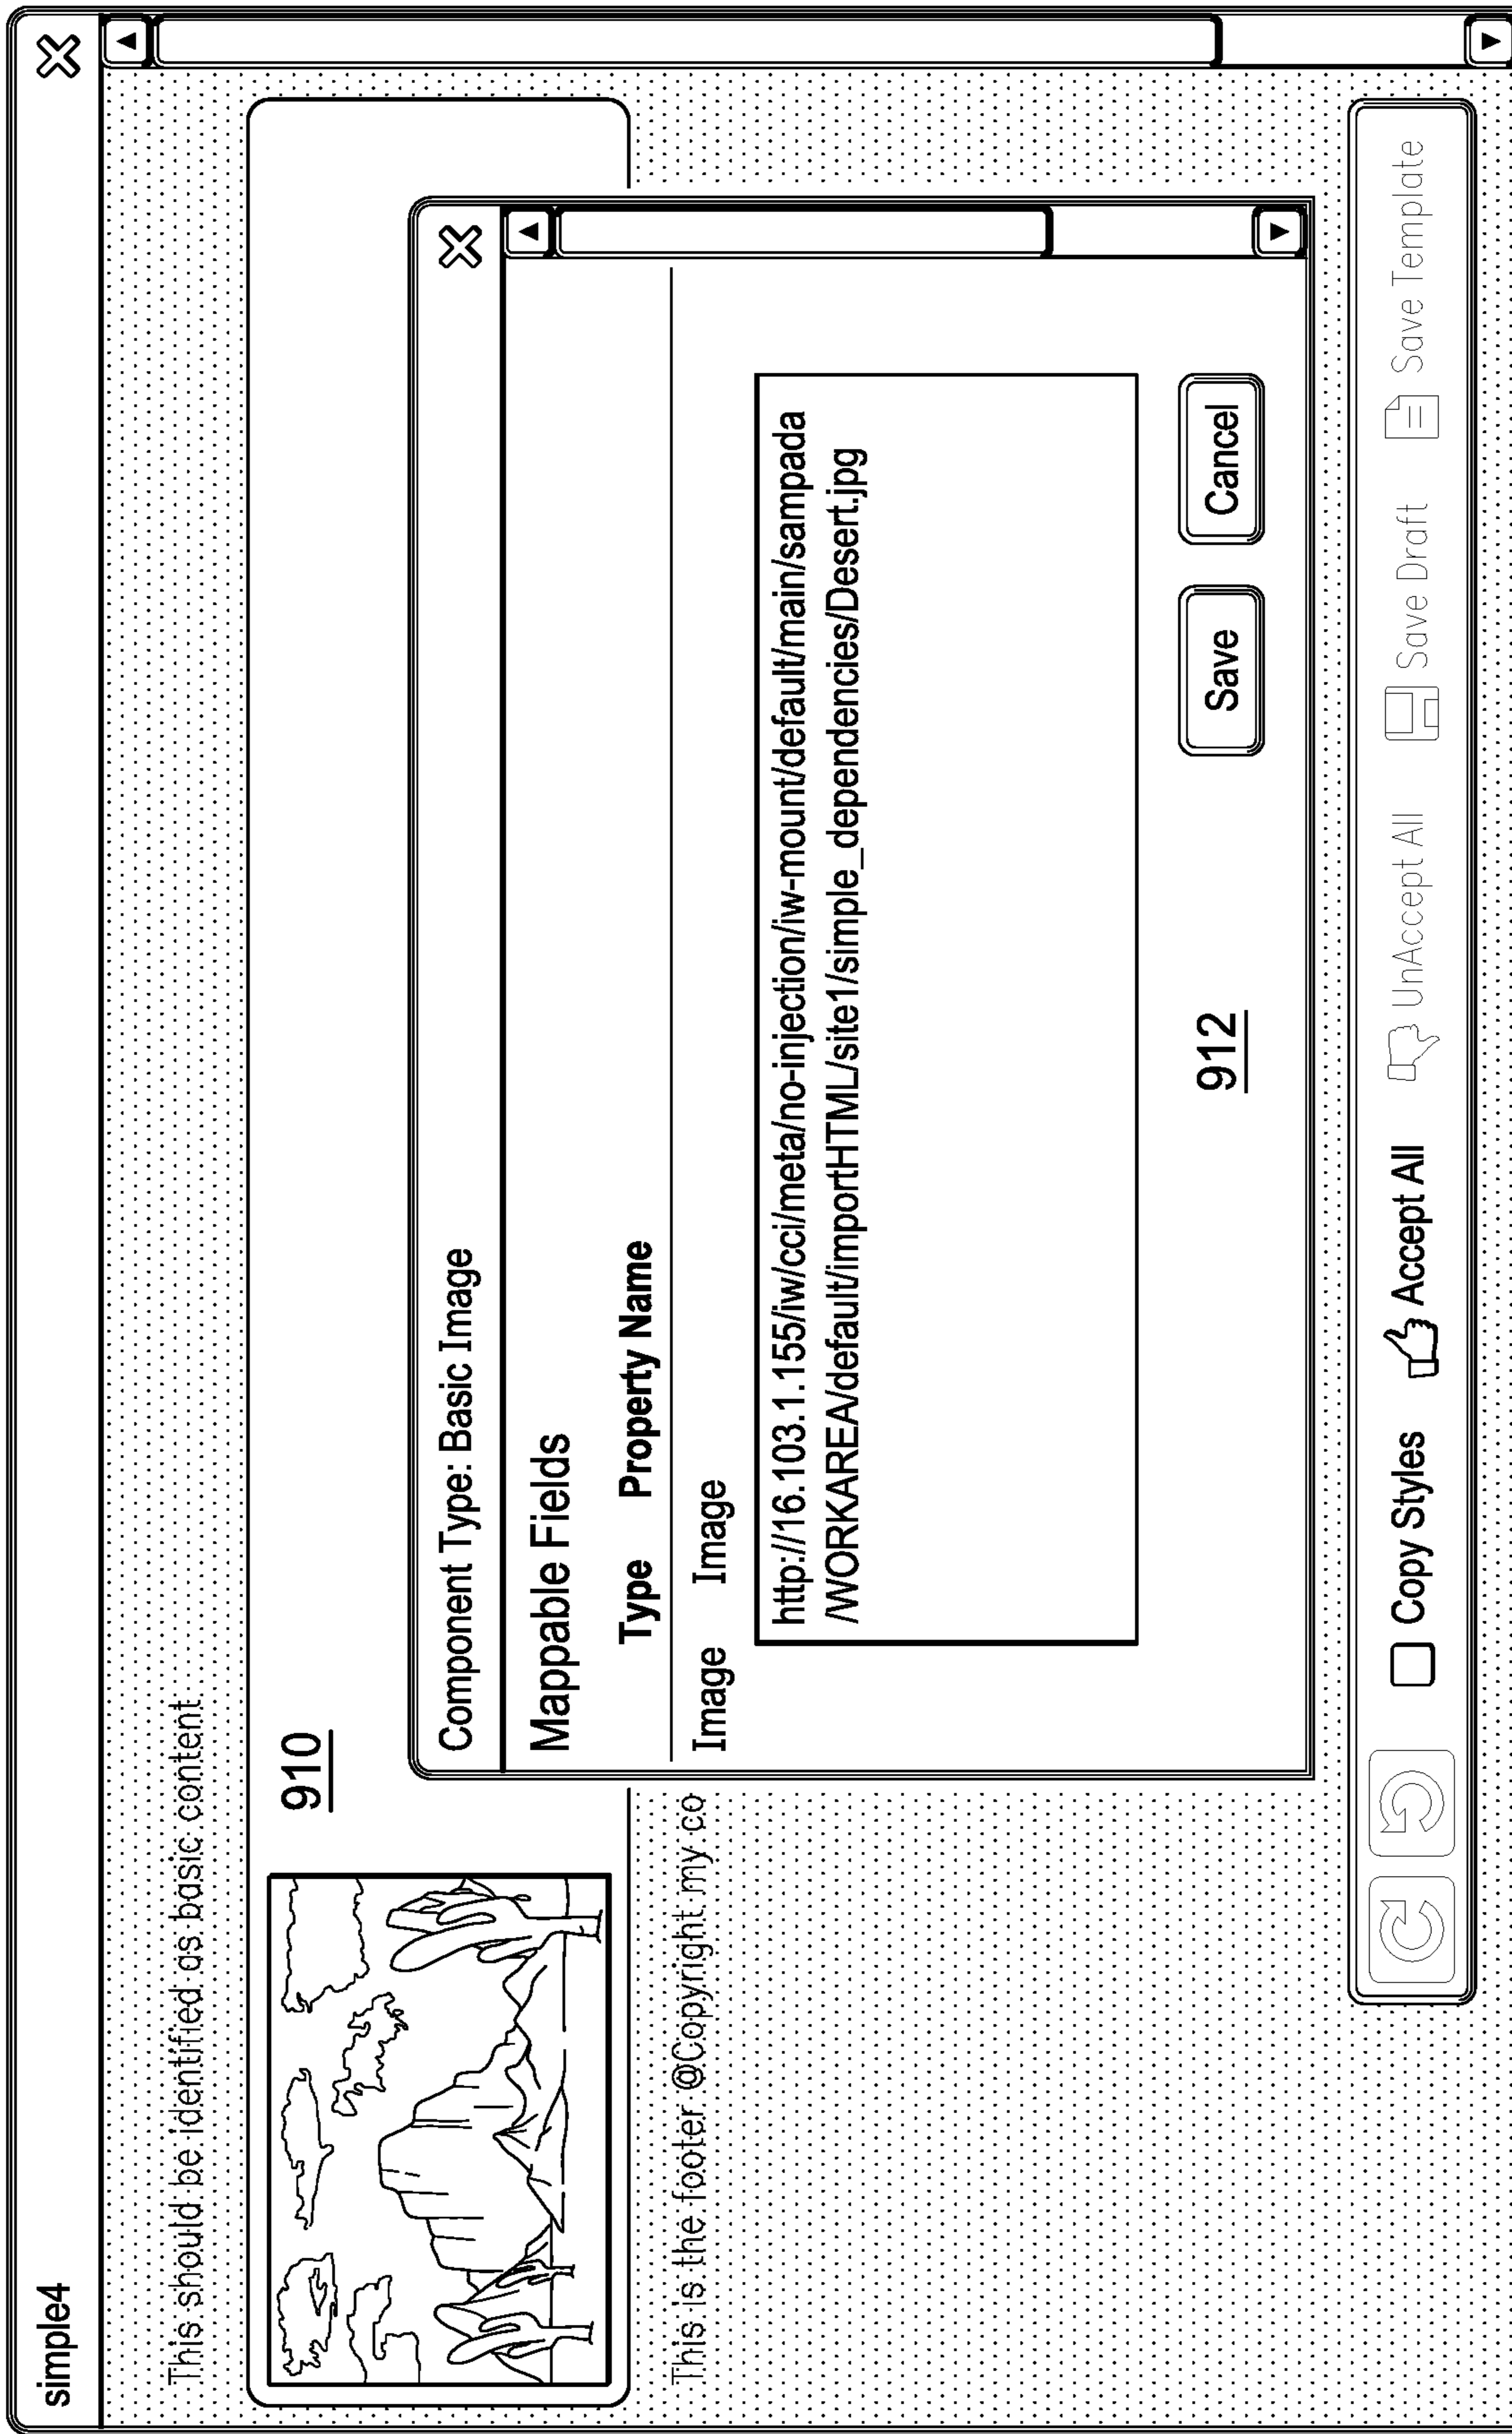 simple4
This should be identified as basic content
910
Component Type: Basic Image
Mappable Fields
Type Property Name
Image Image
http://16.103.1.155/iw/cci/meta/no-injection/iw-mount/default/main/sampada
/WORKAREA/default/importHTML/site1/simple_dependencies/Desert.jpg
This is the footer @Copyright my co
Save Cancel
912
Copy Styles Accept All UnAccept All Save Draft Save Template